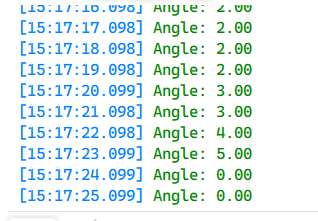 [15:17:16.098] Angle: 2.00
[15:17:17.098] Angle: 2.00
[15:17:18.098] Angle: 2.00
[15:17:19.098] Angle: 2.00
[15:17:20.099] Angle: 3.00
[15:17:21.098] Angle: 3.00
[15:17:22.098] Angle: 4.00
[15:17:23.099] Angle: 5.00
[15:17:24.099] Angle: 0.00
[15:17:25.099] Angle: 0.00